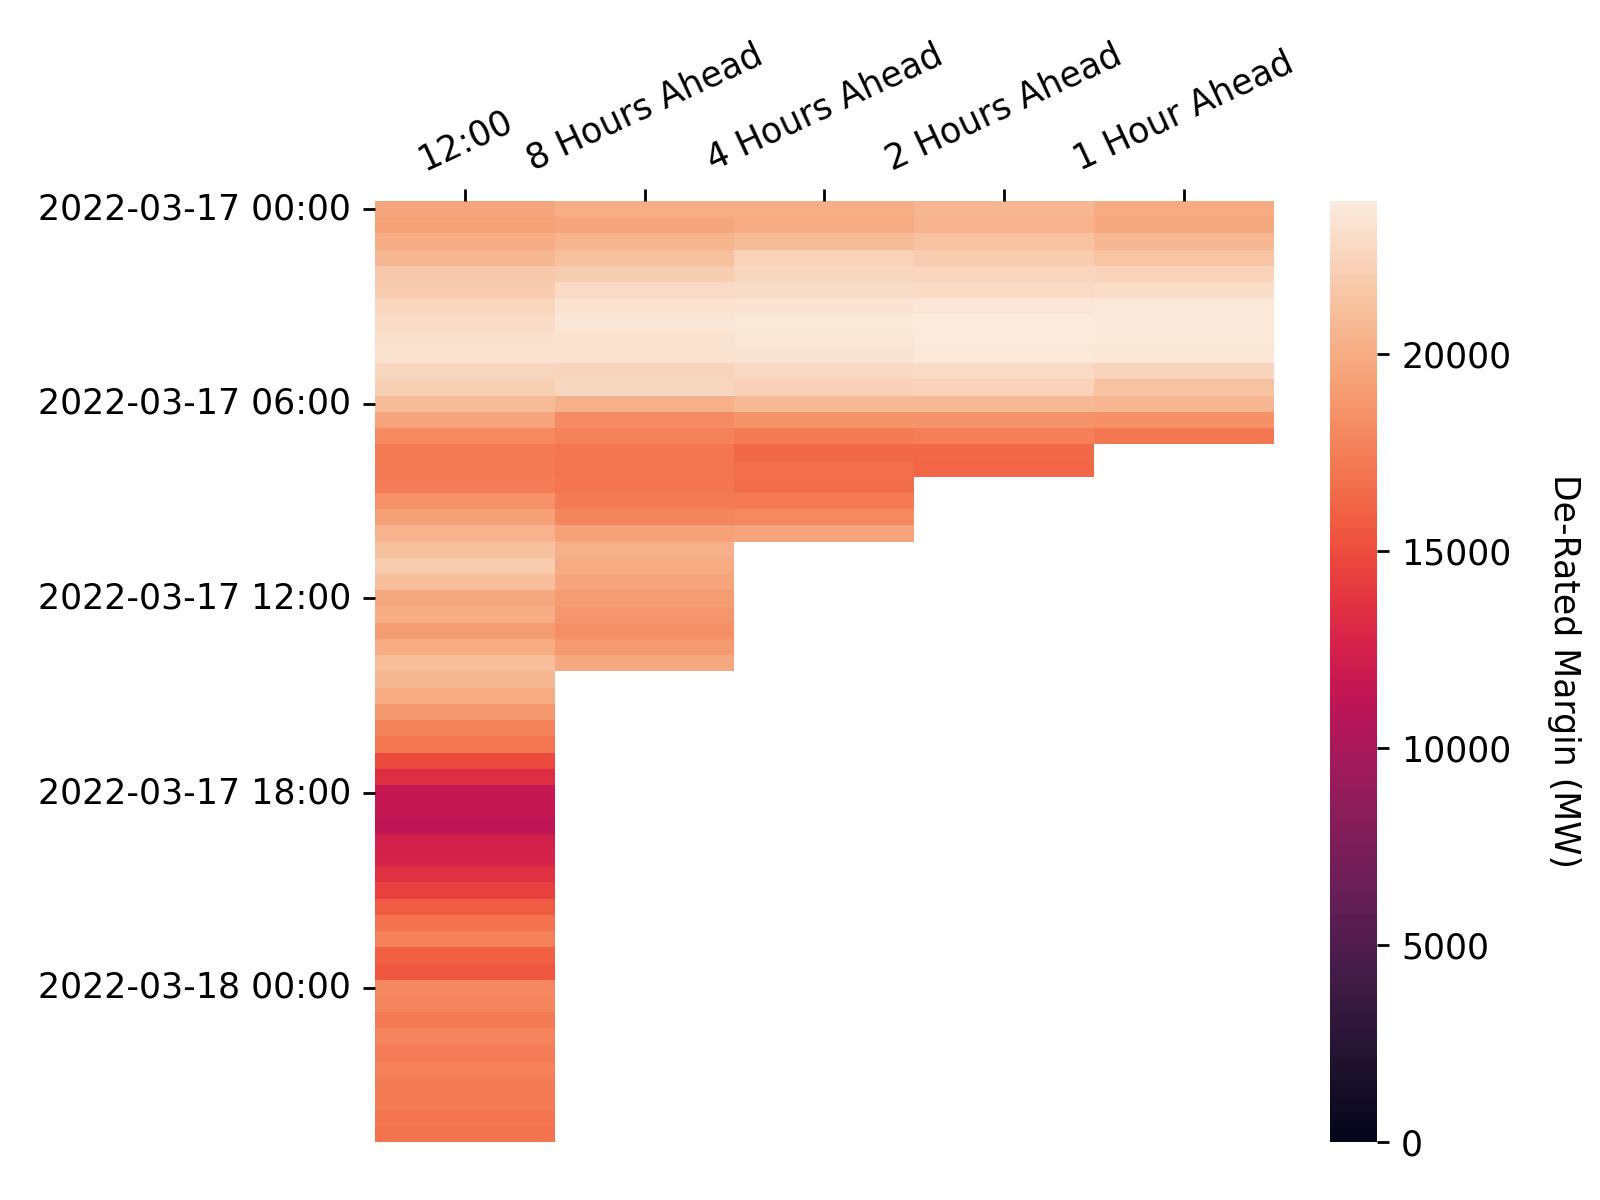 12:00
8 Hours Ahead
4 Hours Ahead
2 Hours Ahead
1 Hour Ahead
2022-03-17 00:00
2022-03-17 06:00
2022-03-17 12:00
2022-03-17 18:00
2022-03-18 00:00
20000
15000
10000
5000
0
De-Rated Margin (MW)